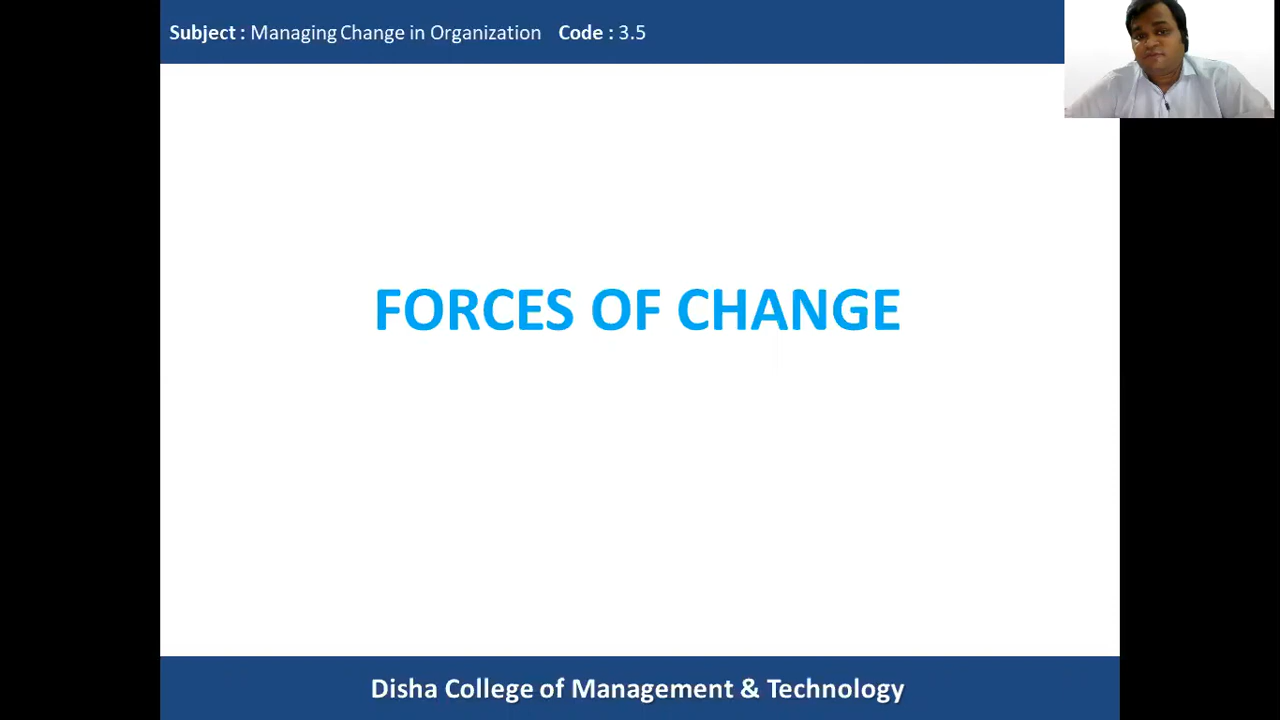 Subject : Managing Change in Organization Code : 3.5
FORCES OF CHANGE
Disha College of Management & Technology